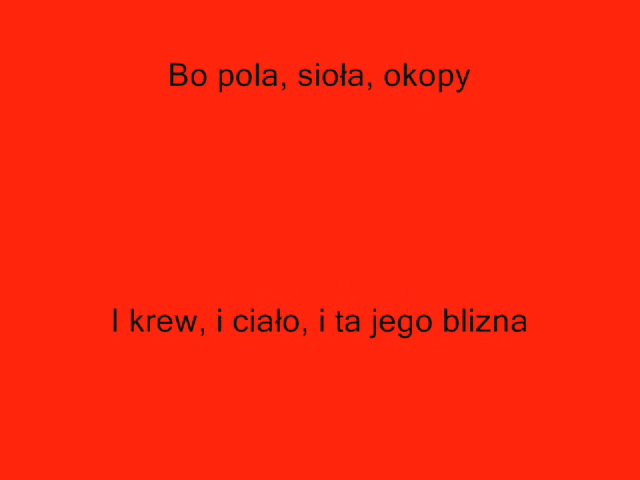 Bo pola, sioła, okopy
I krew, i ciało, i ta jego blizna